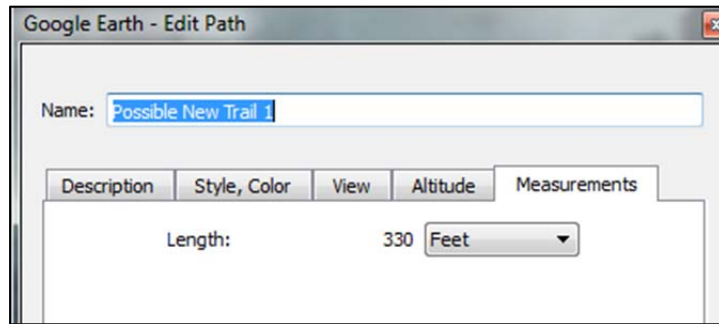 Google Earth - Edit Path
Name: Possible New Trail 1
Description Style, Color View Altitude Measurements
Length: 330 Feet